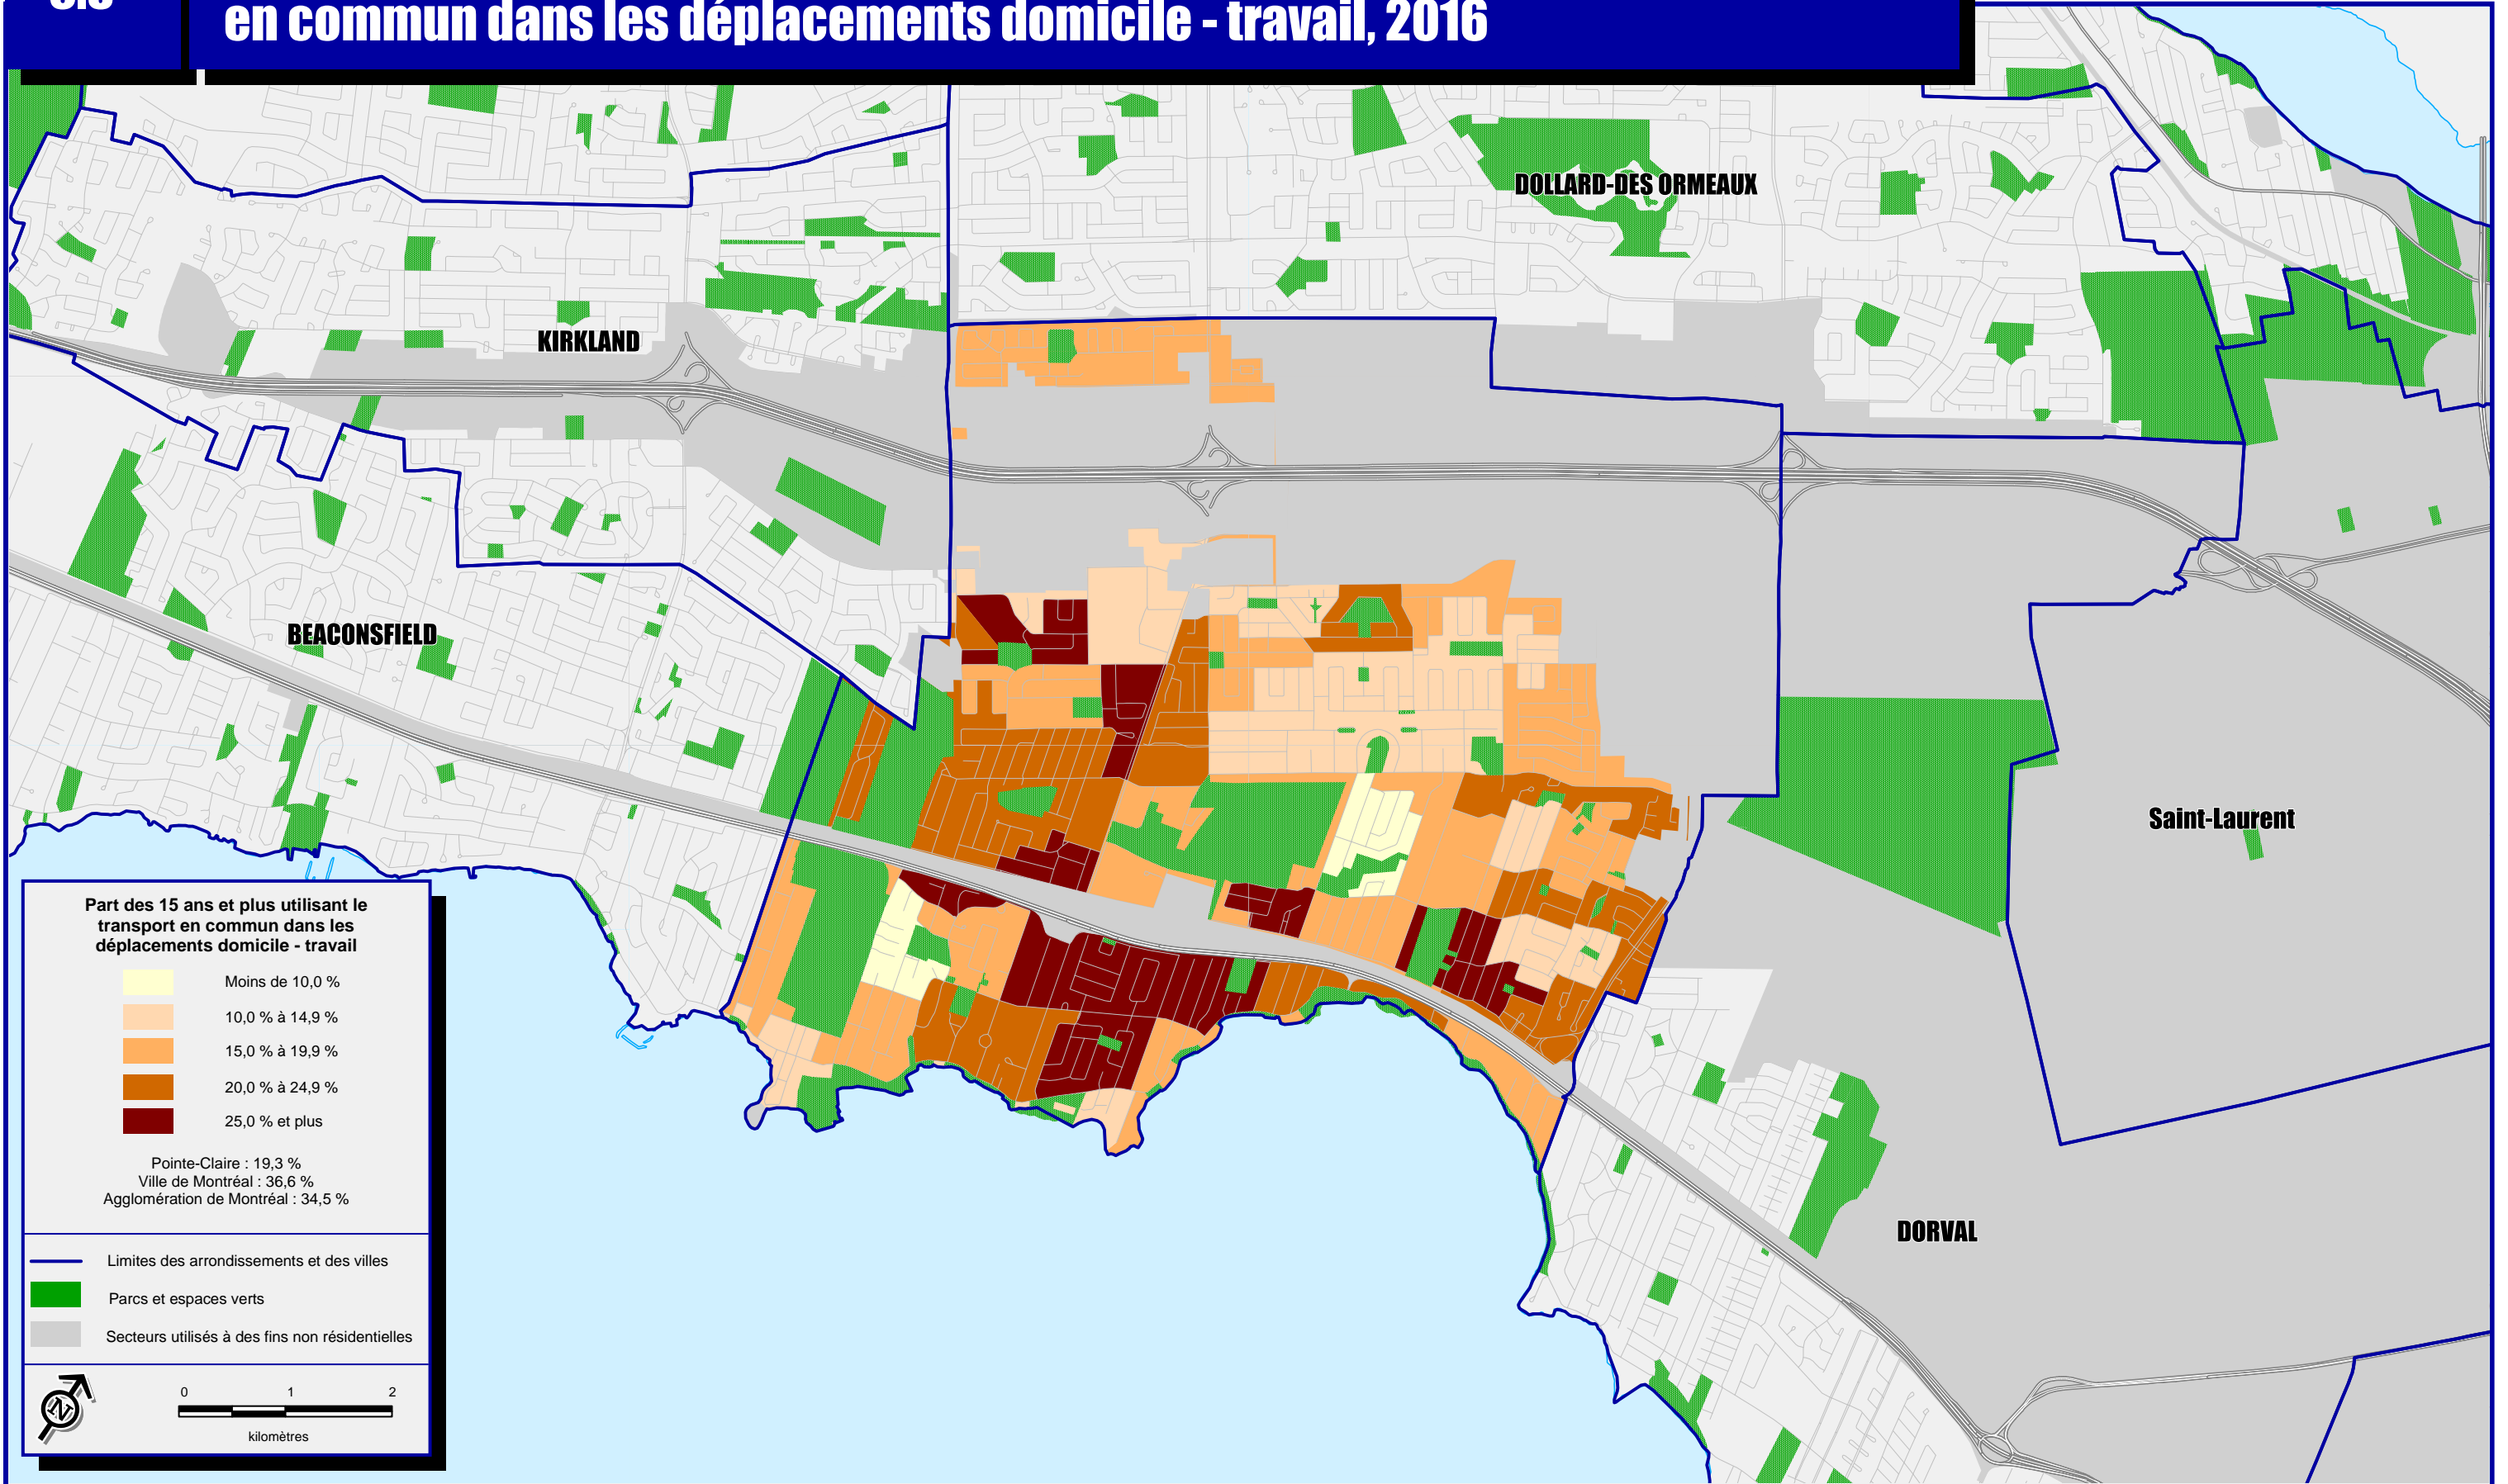 en commun dans les déplacements domicile - travail, 2016
DOLLARD-DES ORMEAUX
KIRKLAND
BEACONSFIELD
Saint-Laurent
DORVAL
Part des 15 ans et plus utilisant le
transport en commun dans les
déplacements domicile - travail
Moins de 10,0 %
10,0 % à 14,9 %
15,0 % à 19,9 %
20,0 % à 24,9 %
25,0 % et plus
Pointe-Claire : 19,3 %
Ville de Montréal : 36,6 %
Agglomération de Montréal : 34,5 %
Limites des arrondissements et des villes
Parcs et espaces verts
Secteurs utilisés à des fins non résidentielles
N
0 1 2
kilomètres